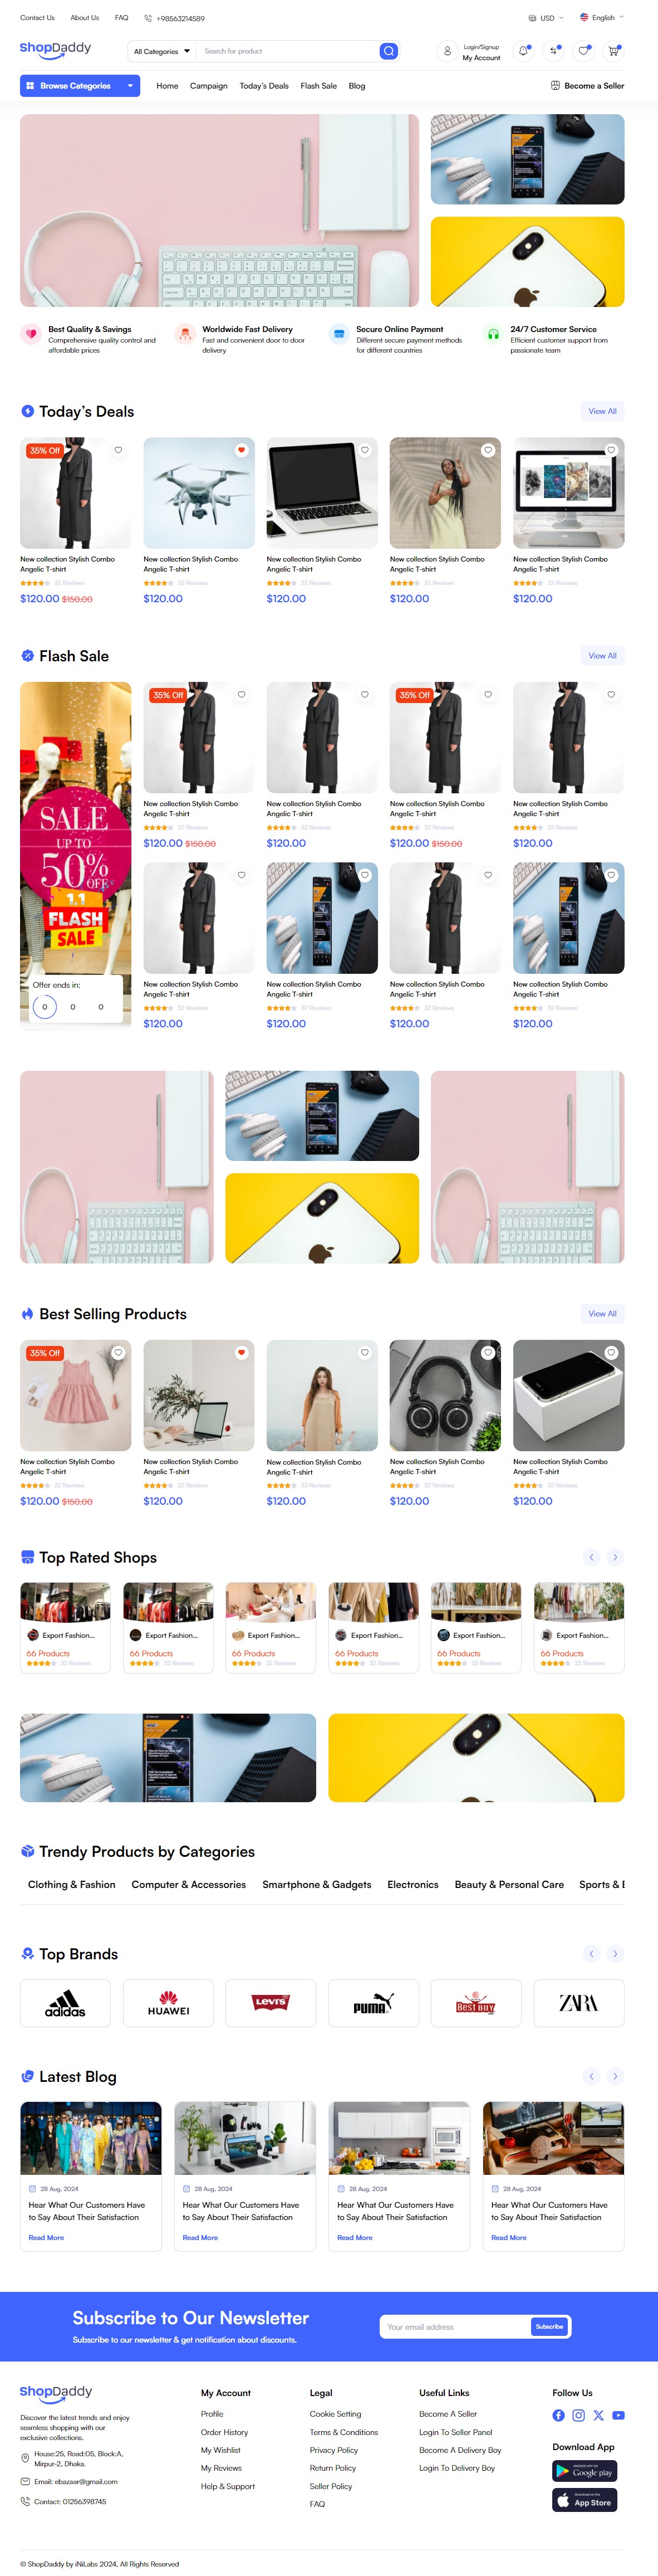 Contact Us About Us FAQ +98563214589 USD English
ShopDaddy All Categories Search for product Login/Signup
My Account
Browse Categories Home Campaign Today's Deals Flash Sale Blog Become a Seller
Best Quality & Savings
Comprehensive quality control and
affordable prices
Worldwide Fast Delivery
Fast and convenient door to door
delivery
Secure Online Payment
Different secure payment methods
for different countries
24/7 Customer Service
Efficient customer support from
passionate team
Today's Deals View All
35% Off
New collection Stylish Combo
Angelic T-shirt
32 Reviews
$120.00 $150.00
New collection Stylish Combo
Angelic T-shirt
32 Reviews
$120.00
New collection Stylish Combo
Angelic T-shirt
32 Reviews
$120.00
New collection Stylish Combo
Angelic T-shirt
32 Reviews
$120.00
New collection Stylish Combo
Angelic T-shirt
32 Reviews
$120.00
Flash Sale View All
SALE
UP TO
50%
OFF
1.1
FLASH
SALE
Offer ends in:
0 0 0
35% Off
New collection Stylish Combo
Angelic T-shirt
32 Reviews
$120.00 $150.00
New collection Stylish Combo
Angelic T-shirt
32 Reviews
$120.00
35% Off
New collection Stylish Combo
Angelic T-shirt
32 Reviews
$120.00 $150.00
New collection Stylish Combo
Angelic T-shirt
32 Reviews
$120.00
New collection Stylish Combo
Angelic T-shirt
32 Reviews
$120.00
New collection Stylish Combo
Angelic T-shirt
32 Reviews
$120.00
New collection Stylish Combo
Angelic T-shirt
32 Reviews
$120.00
New collection Stylish Combo
Angelic T-shirt
32 Reviews
$120.00
Best Selling Products View All
35% Off
New collection Stylish Combo
Angelic T-shirt
32 Reviews
$120.00 $150.00
New collection Stylish Combo
Angelic T-shirt
32 Reviews
$120.00
New collection Stylish Combo
Angelic T-shirt
32 Reviews
$120.00
New collection Stylish Combo
Angelic T-shirt
32 Reviews
$120.00
New collection Stylish Combo
Angelic T-shirt
32 Reviews
$120.00
Top Rated Shops
Export Fashion...
66 Products
32 Reviews
Export Fashion...
66 Products
32 Reviews
Export Fashion...
66 Products
32 Reviews
Export Fashion...
66 Products
32 Reviews
Export Fashion...
66 Products
32 Reviews
Export Fashion...
66 Products
32 Reviews
Trendy Products by Categories
Clothing & Fashion Computer & Accessories Smartphone & Gadgets Electronics Beauty & Personal Care Sports & E
Top Brands
adidas HUAWEI LEVI'S PUMA BEST BUY ZARA
Latest Blog
28 Aug, 2024
Hear What Our Customers Have
to Say About Their Satisfaction
Read More
28 Aug, 2024
Hear What Our Customers Have
to Say About Their Satisfaction
Read More
28 Aug, 2024
Hear What Our Customers Have
to Say About Their Satisfaction
Read More
28 Aug, 2024
Hear What Our Customers Have
to Say About Their Satisfaction
Read More
Subscribe to Our Newsletter
Subscribe to our newsletter & get notification about discounts.
Your email address Subscribe
ShopDaddy
Discover the latest trends and enjoy
seamless shopping with our
exclusive collections.
House:25, Road:05, Block:A,
Mirpur-2, Dhaka.
Email: ebazaar@gmail.com
Contact: 01256398745
My Account
Profile
Order History
My Wishlist
My Reviews
Help & Support
Legal
Cookie Setting
Terms & Conditions
Privacy Policy
Return Policy
Seller Policy
FAQ
Useful Links
Become A Seller
Login To Seller Panel
Become A Delivery Boy
Login To Delivery Boy
Follow Us
Download App
Google play
App Store
© ShopDaddy by iNiLabs 2024, All Rights Reserved